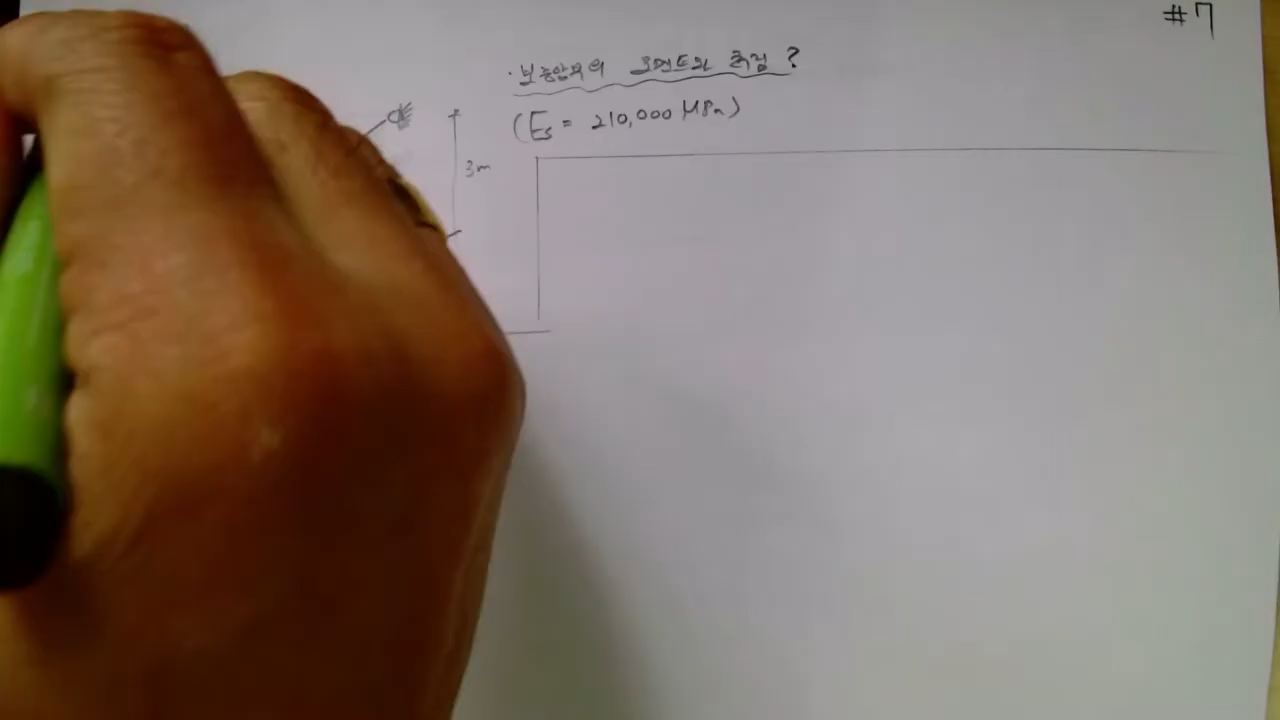 #7
· 보 중앙부의 모멘트와 처짐 ?
(Es = 210,000 MPa)
3m